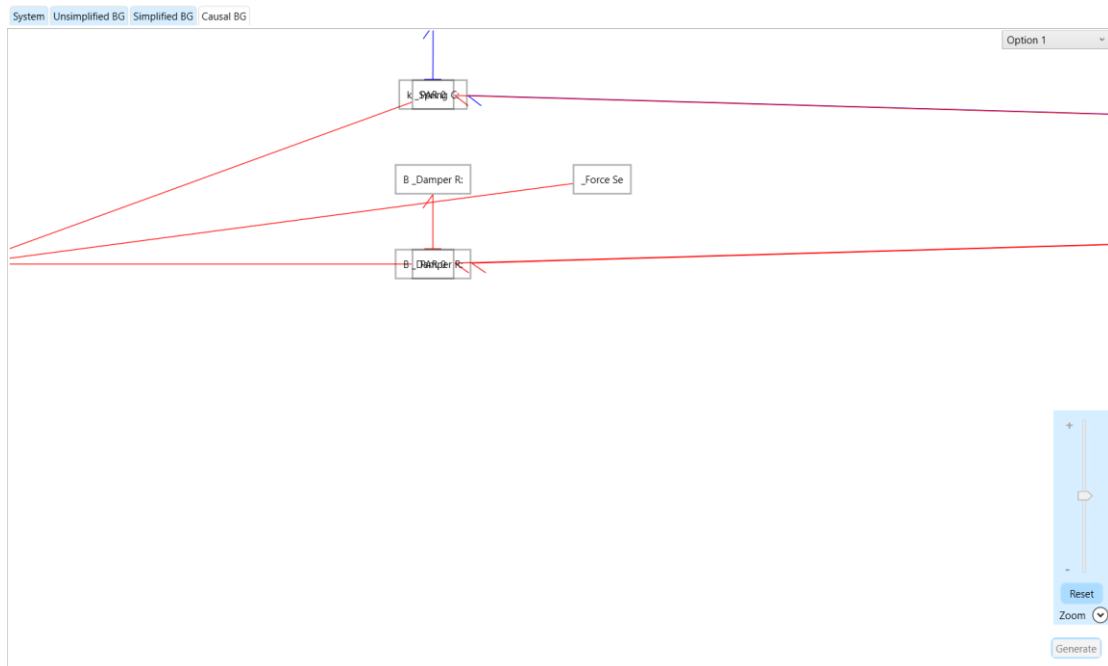 System Unsimplified BG Simplified BG Causal BG
Option 1
B _Damper R:
_Force Se
+
-
Reset
Zoom
Generate